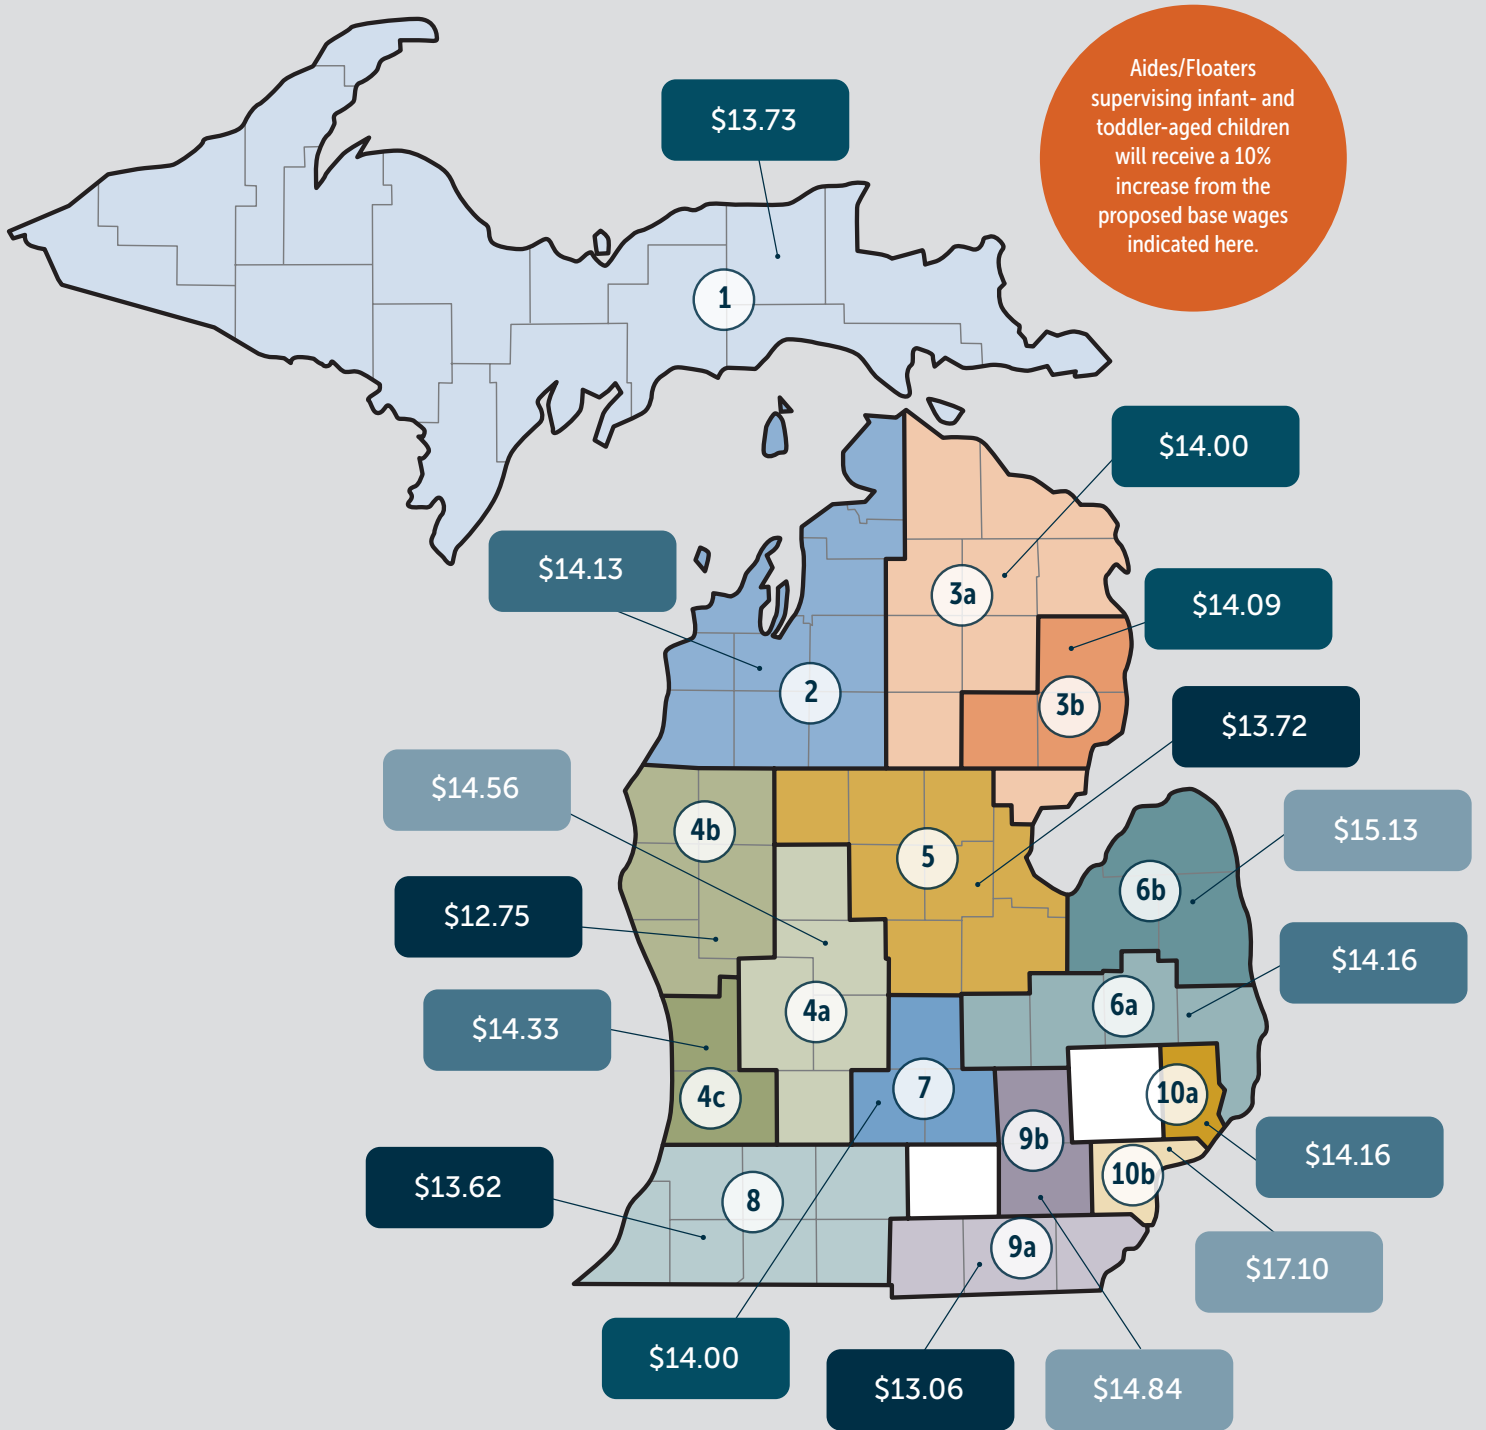 Aides/Floaters
supervising infant- and
toddler-aged children
will receive a 10%
increase from the
proposed base wages
indicated here.
$13.73
1
$14.00
$14.13
3a
$14.09
2
3b
$13.72
$14.56
4b
5
$15.13
6b
$12.75
$14.16
4a
6a
$14.33
4c
7
10a
9b
$14.16
10b
$13.62
8
9a
$17.10
$14.00
$13.06
$14.84